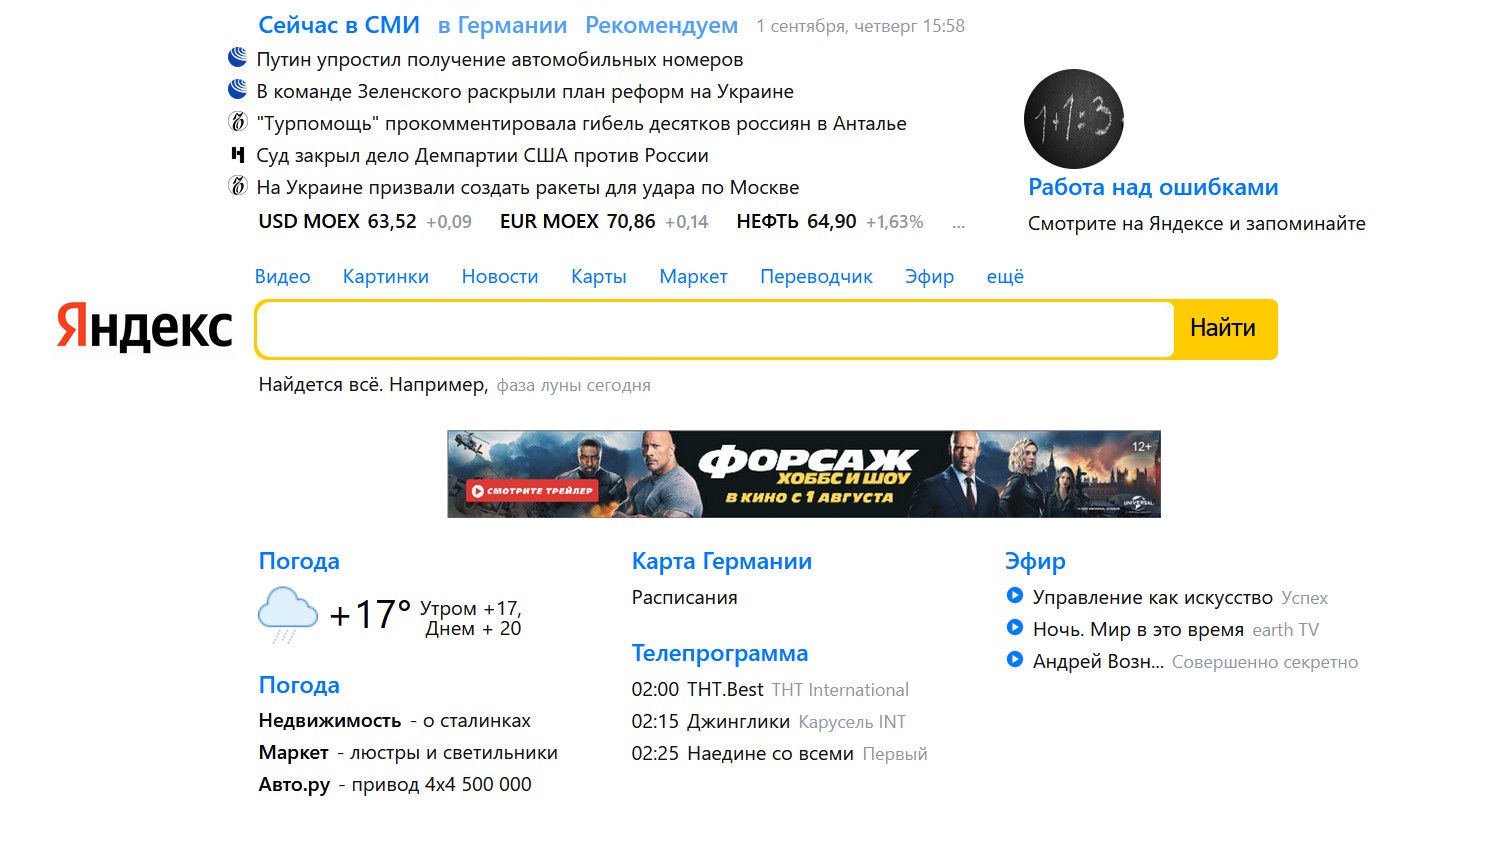 Сейчас в СМИ в Германии Рекомендуем 1 сентября, четверг 15:58
Путин упростил получение автомобильных номеров
В команде Зеленского раскрыли план реформ на Украине
"Турпомощь" прокомментировала гибель десятков россиян в Анталье
Суд закрыл дело Демпартии США против России
На Украине призвали создать ракеты для удара по Москве
USD MOEX 63,52 +0,09 EUR MOEX 70,86 +0,14 НЕФТЬ 64,90 +1,63% ...
1+1=3
Работа над ошибками
Смотрите на Яндексе и запоминайте
Видео Картинки Новости Карты Маркет Переводчик Эфир ещё
Яндекс
Найти
Найдется всё. Например, фаза луны сегодня
СМОТРИТЕ ТРЕЙЛЕР
ФОРСАЖ
ХОББС И ШОУ
В КИНО С 1 АВГУСТА
12+
UNIVERSAL
Погода
+17° Утром +17,
Днем + 20
Погода
Недвижимость - о сталинках
Маркет - люстры и светильники
Авто.ру - привод 4x4 500 000
Карта Германии
Расписания
Телепрограмма
02:00 ТНТ.Best ТНТ International
02:15 Джинглики Карусель INT
02:25 Наедине со всеми Первый
Эфир
Управление как искусство Успех
Ночь. Мир в это время earth TV
Андрей Возн... Совершенно секретно